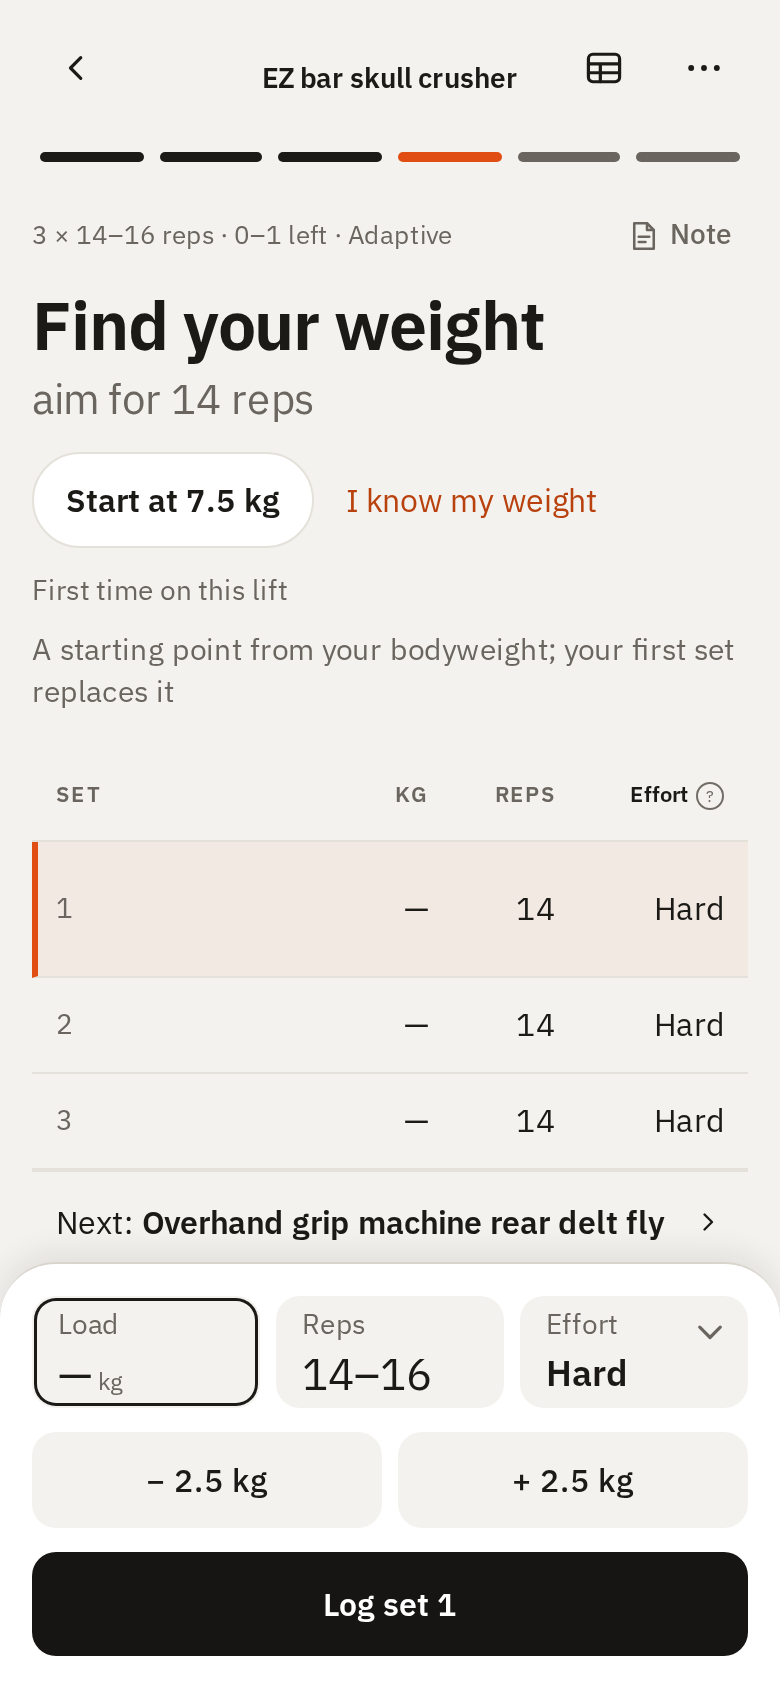 EZ bar skull crusher
3 × 14–16 reps · 0–1 left · Adaptive
Note
Find your weight
aim for 14 reps
Start at 7.5 kg
I know my weight
First time on this lift
A starting point from your bodyweight; your first set
replaces it
SET KG REPS Effort ?
1 — 14 Hard
2 — 14 Hard
3 — 14 Hard
Next: Overhand grip machine rear delt fly
Load Reps Effort
— kg 14–16 Hard
− 2.5 kg + 2.5 kg
Log set 1